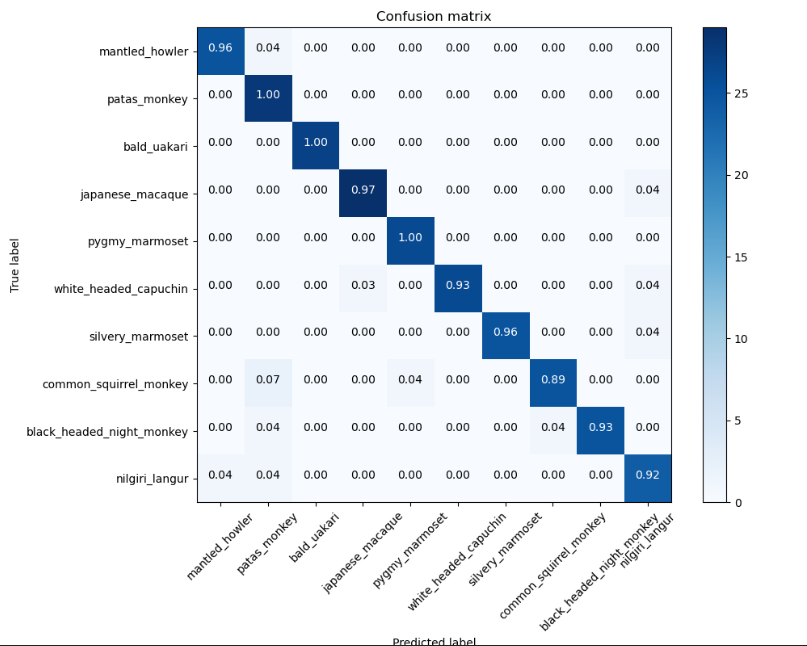 Confusion matrix
mantled_howler 0.96 0.04 0.00 0.00 0.00 0.00 0.00 0.00 0.00 0.00
patas_monkey 0.00 1.00 0.00 0.00 0.00 0.00 0.00 0.00 0.00 0.00
bald_uakari 0.00 0.00 1.00 0.00 0.00 0.00 0.00 0.00 0.00 0.00
japanese_macaque 0.00 0.00 0.00 0.97 0.00 0.00 0.00 0.00 0.00 0.04
pygmy_marmoset 0.00 0.00 0.00 0.00 1.00 0.00 0.00 0.00 0.00 0.00
white_headed_capuchin 0.00 0.00 0.00 0.03 0.00 0.93 0.00 0.00 0.00 0.04
silvery_marmoset 0.00 0.00 0.00 0.00 0.00 0.00 0.96 0.00 0.00 0.04
common_squirrel_monkey 0.00 0.07 0.00 0.00 0.04 0.00 0.00 0.89 0.00 0.00
black_headed_night_monkey 0.00 0.04 0.00 0.00 0.00 0.00 0.00 0.04 0.93 0.00
nilgiri_langur 0.04 0.04 0.00 0.00 0.00 0.00 0.00 0.00 0.00 0.92
True label
mantled_howler
patas_monkey
bald_uakari
japanese_macaque
pygmy_marmoset
white_headed_capuchin
silvery_marmoset
common_squirrel_monkey
black_headed_night_monkey
nilgiri_langur
Predicted label
25
20
15
10
5
0